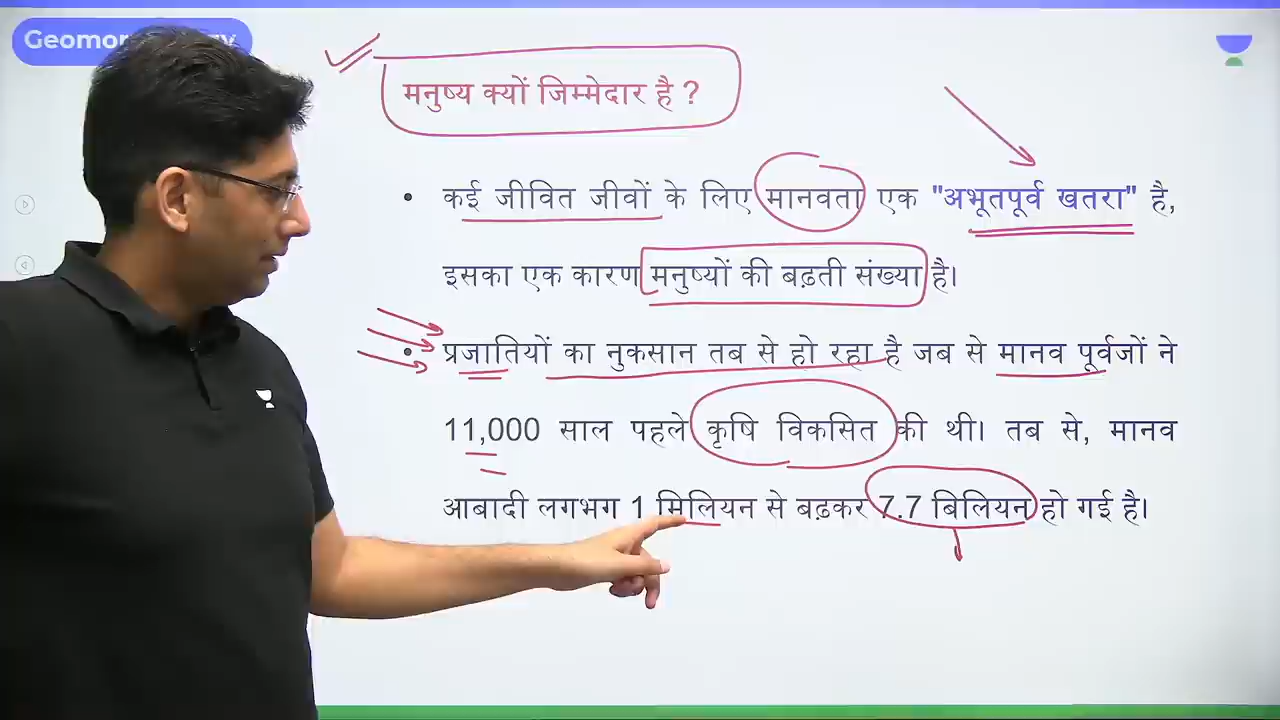 Geomor
मनुष्य क्यों जिम्मेदार है ?
• कई जीवित जीवों के लिए मानवता एक "अभूतपूर्व खतरा" है,
इसका एक कारण मनुष्यों की बढ़ती संख्या है।
• प्रजातियों का नुकसान तब से हो रहा है जब से मानव पूर्वजों ने
11,000 साल पहले कृषि विकसित की थी। तब से, मानव
आबादी लगभग 1 मिलियन से बढ़कर 7.7 बिलियन हो गई है।